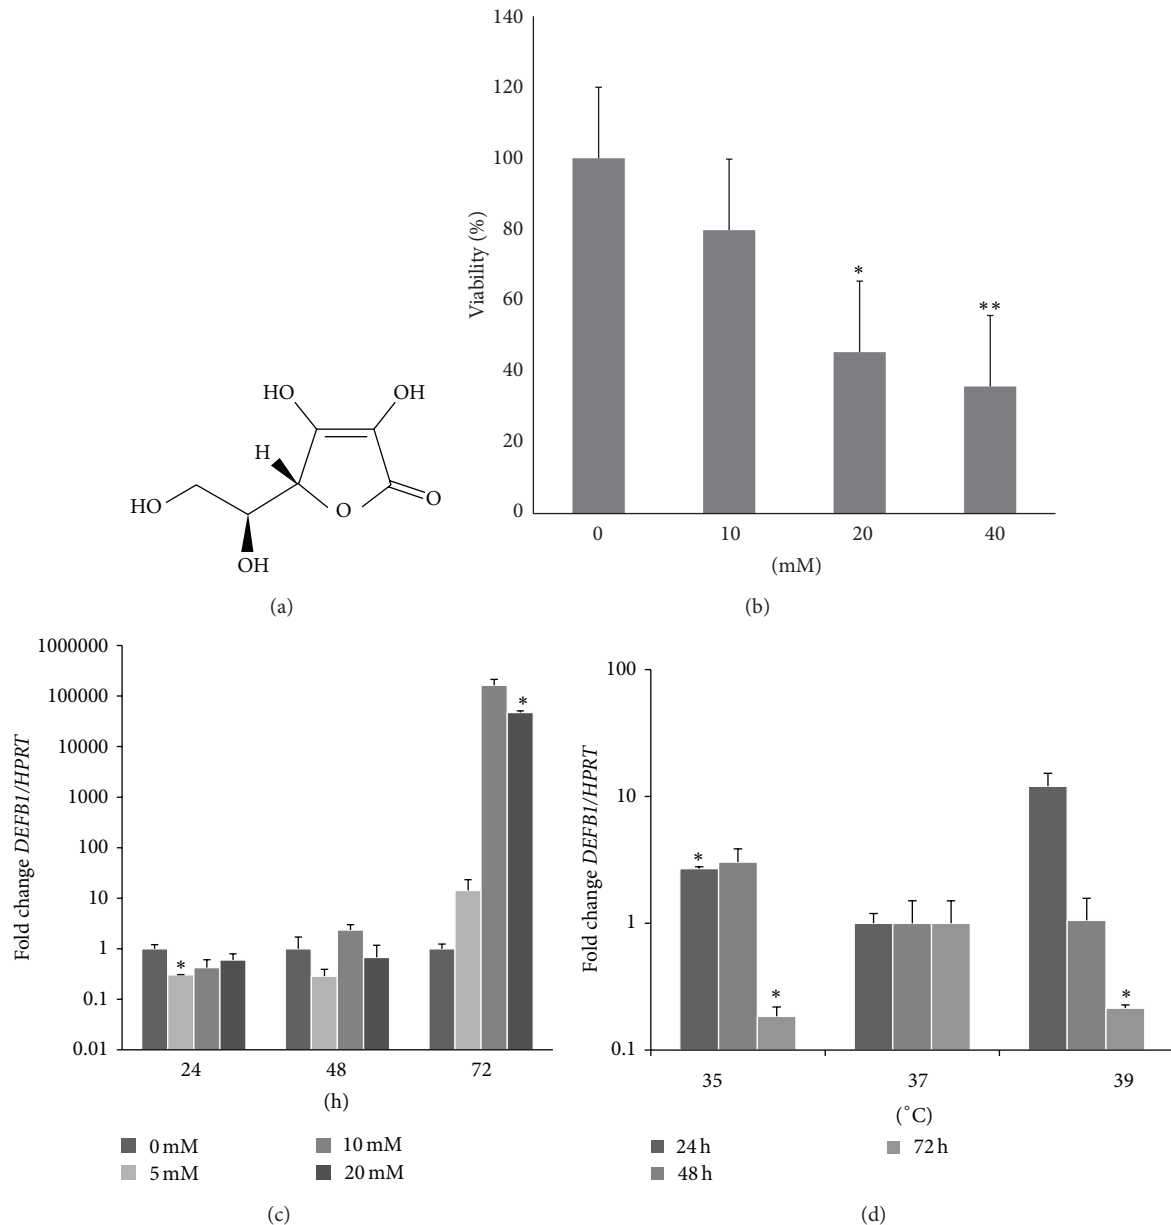 HO
OH
H
HO
O
O
OH
(a)
140
120
100
80
60
40
20
0
Viability (%)
*
**
0 10 20 40
(mM)
(b)
1000000
100000
10000
1000
100
10
1
0.1
0.01
Fold change DEFB1/HPRT
*
*
24 48 72
(h)
0 mM
5 mM
10 mM
20 mM
(c)
100
10
1
0.1
Fold change DEFB1/HPRT
*
*
*
35 37 39
(°C)
24 h
48 h
72 h
(d)